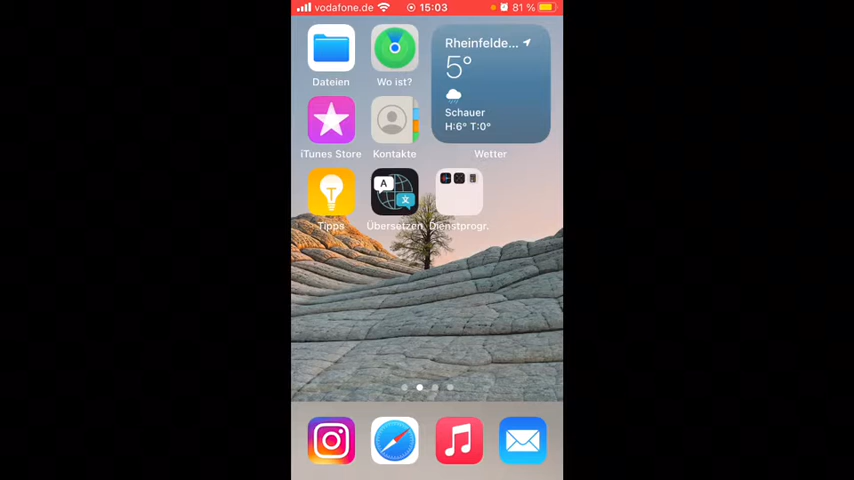 vodafone.de 15:03 81 %
Rheinfelde...
5°
Dateien Wo ist?
Schauer
H:6° T:0°
iTunes Store Kontakte Wetter
A
文
Tipps Übersetzen Dienstprogr.